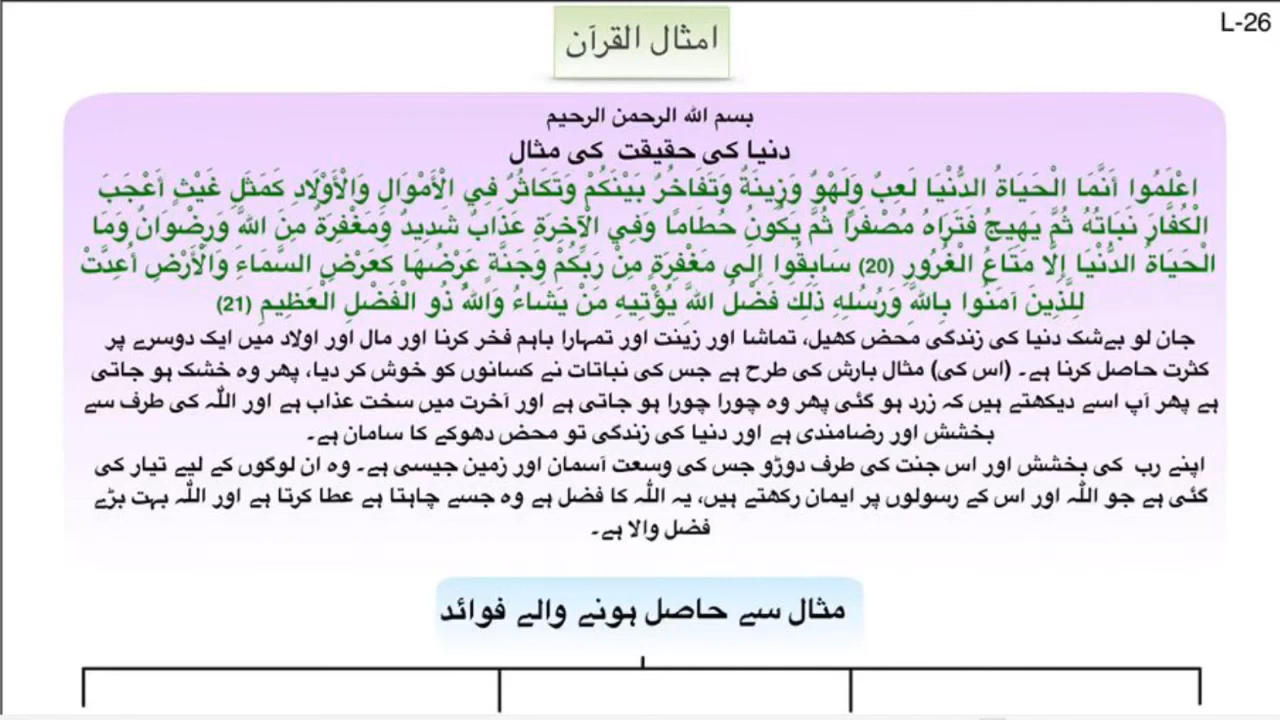 L-26
امثال القرآن
بسم الله الرحمن الرحيم
دنیا کی حقیقت کی مثال
اعْلَمُوا أَنَّمَا الْحَيَاةُ الدُّنْيَا لَعِبٌ وَلَهْوٌ وَزِينَةٌ وَتَفَاخُرٌ بَيْنَكُمْ وَتَكَاثُرٌ فِي الْأَمْوَالِ وَالْأَوْلَادِ كَمَثَلِ غَيْثٍ أَعْجَبَ
الْكُفَّارَ نَبَاتُهُ ثُمَّ يَهِيجُ فَتَرَاهُ مُصْفَرًّا ثُمَّ يَكُونُ حُطَامًا وَفِي الْآخِرَةِ عَذَابٌ شَدِيدٌ وَمَغْفِرَةٌ مِنَ اللَّهِ وَرِضْوَانٌ وَمَا
الْحَيَاةُ الدُّنْيَا إِلَّا مَتَاعُ الْغُرُورِ (20) سَابِقُوا إِلَى مَغْفِرَةٍ مِنْ رَبِّكُمْ وَجَنَّةٍ عَرْضُهَا كَعَرْضِ السَّمَاءِ وَالْأَرْضِ أُعِدَّتْ
لِلَّذِينَ آمَنُوا بِاللَّهِ وَرُسُلِهِ ذَلِكَ فَضْلُ اللَّهِ يُؤْتِيهِ مَنْ يَشَاءُ وَاللَّهُ ذُو الْفَضْلِ الْعَظِيمِ (21)
جان لو بےشک دنیا کی زندگی محض کھیل، تماشا اور زینت اور تمہارا باہم فخر کرنا اور مال اور اولاد میں ایک دوسرے پر
کثرت حاصل کرنا ہے۔ (اس کی) مثال بارش کی طرح ہے جس کی نباتات نے کسانوں کو خوش کر دیا، پھر وہ خشک ہو جاتی
ہے پھر آپ اسے دیکھتے ہیں کہ زرد ہو گئی پھر وہ چورا چورا ہو جاتی ہے اور آخرت میں سخت عذاب ہے اور اللہ کی طرف سے
بخشش اور رضامندی ہے اور دنیا کی زندگی تو محض دھوکے کا سامان ہے۔
اپنے رب کی بخشش اور اس جنت کی طرف دوڑو جس کی وسعت آسمان اور زمین جیسی ہے۔ وہ ان لوگوں کے لیے تیار کی
گئی ہے جو اللہ اور اس کے رسولوں پر ایمان رکھتے ہیں، یہ اللہ کا فضل ہے وہ جسے چاہتا ہے عطا کرتا ہے اور اللہ بہت بڑے
فضل والا ہے۔
مثال سے حاصل ہونے والے فوائد